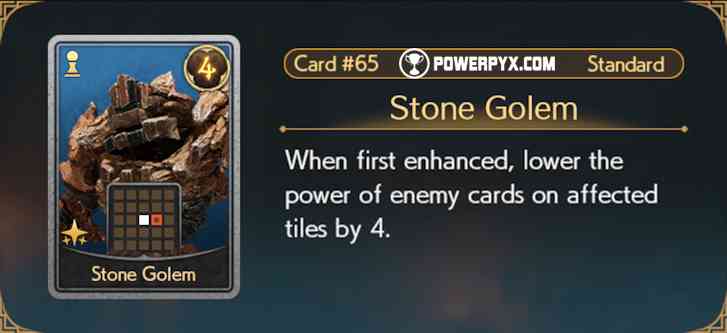 4
Stone Golem
Card #65 POWERPYX.COM Standard
Stone Golem
When first enhanced, lower the
power of enemy cards on affected
tiles by 4.